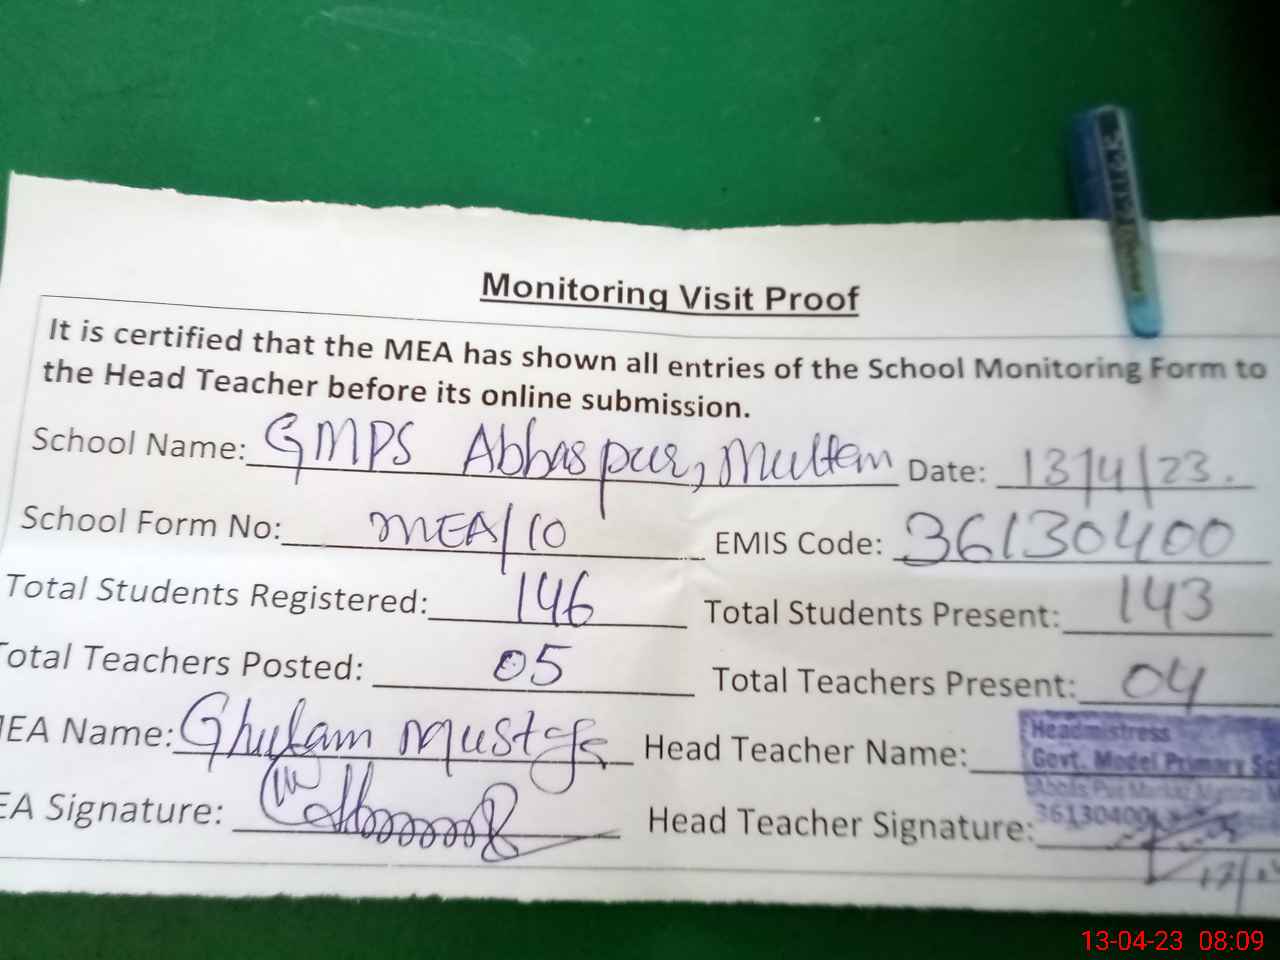 Monitoring Visit Proof
It is certified that the MEA has shown all entries of the School Monitoring Form to
the Head Teacher before its online submission.
School Name: GMPS Abbaspur, Multan Date: 13/4/23.
School Form No: MEA/10 EMIS Code: 36130400
Total Students Registered: 146 Total Students Present: 143
Total Teachers Posted: 05 Total Teachers Present: 04
EA Name: Ghulam Mustafa Head Teacher Name:
Headmistress
Govt. Model Primary Sc
EA Signature: Head Teacher Signature:
36130400
13-04-23 08:09